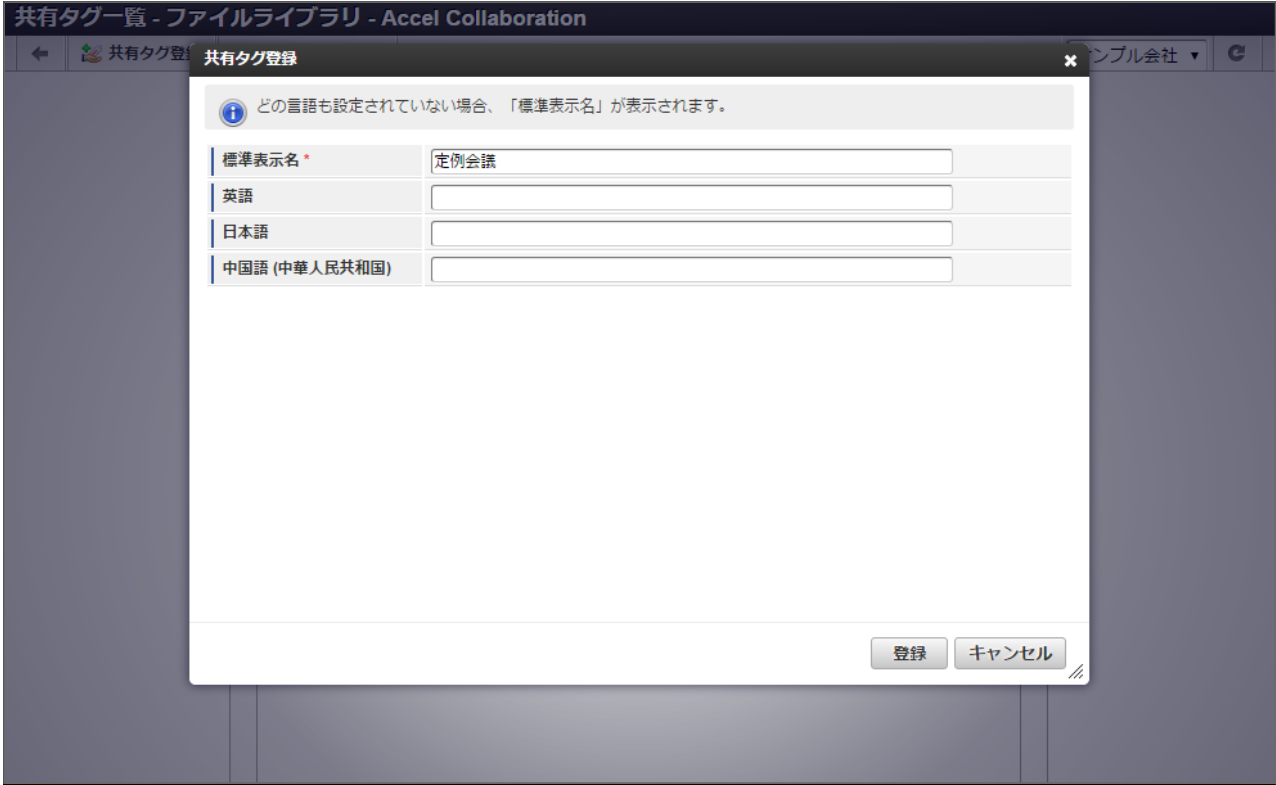 共有タグ一覧 - ファイルライブラリ - Accel Collaboration
共有タグ登
ンプル会社
共有タグ登録
どの言語も設定されていない場合、「標準表示名」が表示されます。
標準表示名 * 定例会議
英語
日本語
中国語 (中華人民共和国)
登録 キャンセル